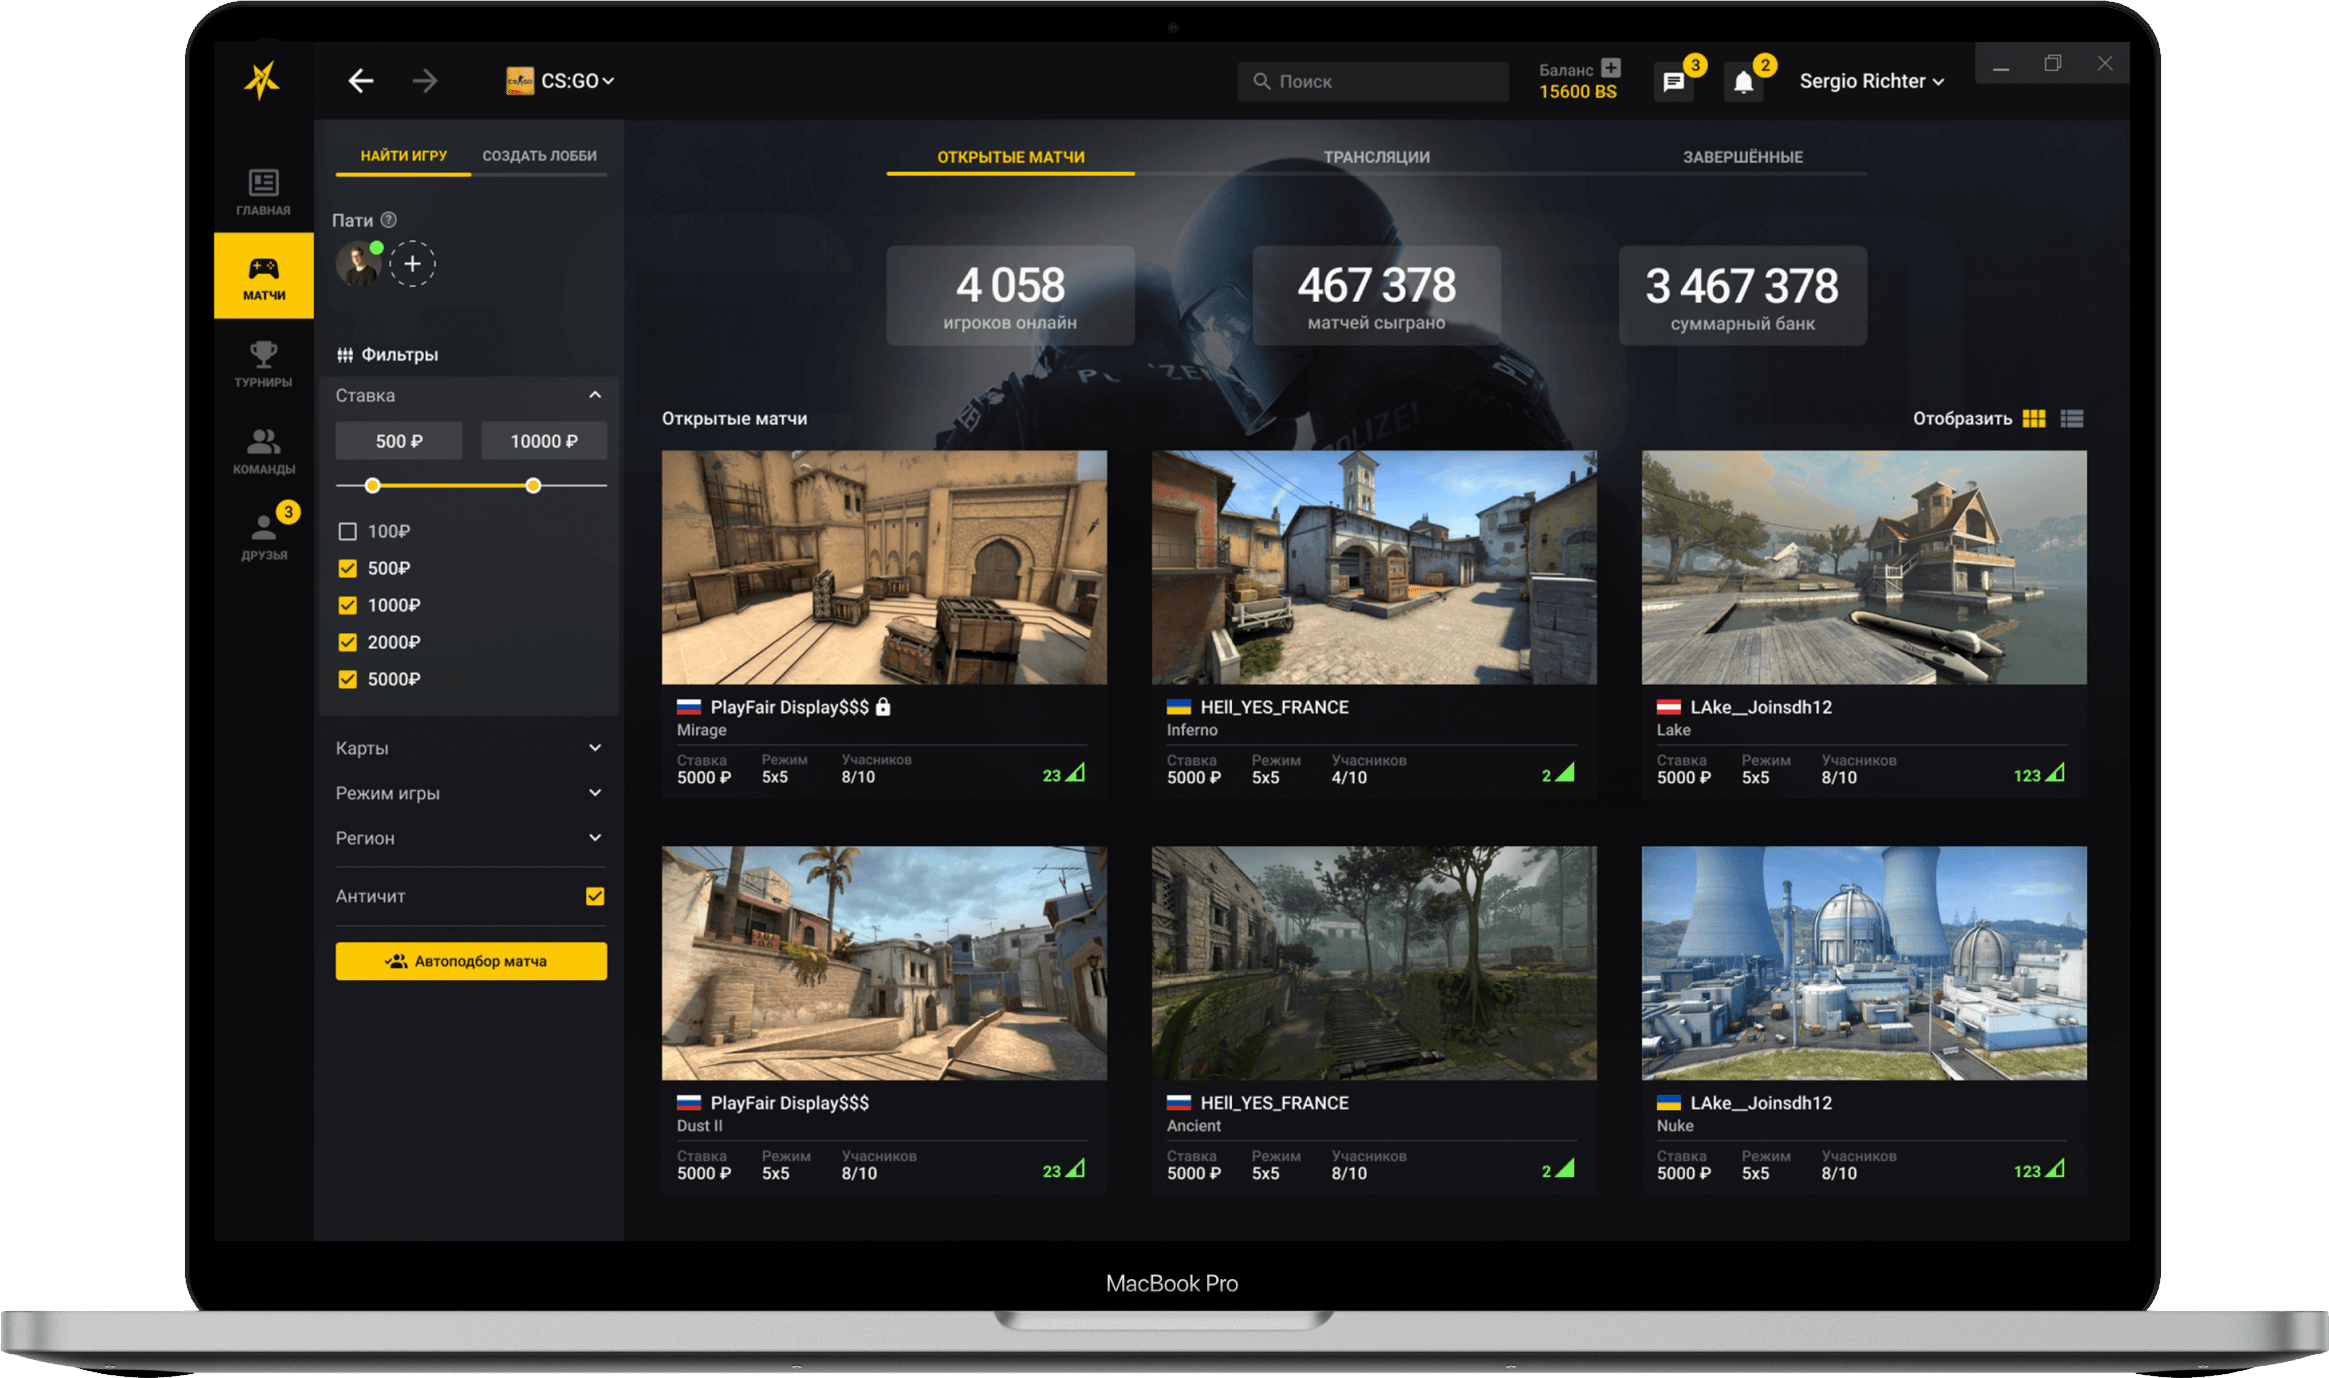 CS:GO
Поиск
Баланс
15600 BS
3
2
Sergio Richter
ГЛАВНАЯ
МАТЧИ
ТУРНИРЫ
КОМАНДЫ
3
ДРУЗЬЯ
НАЙТИ ИГРУ СОЗДАТЬ ЛОББИ
Пати ?
Фильтры
Ставка
500 ₽ 10000 ₽
100₽
500₽
1000₽
2000₽
5000₽
Карты
Режим игры
Регион
Античит
Автоподбор матча
ОТКРЫТЫЕ МАТЧИ ТРАНСЛЯЦИИ ЗАВЕРШЁННЫЕ
4 058
игроков онлайн
467 378
матчей сыграно
3 467 378
суммарный банк
POLIZEI
Открытые матчи
Отобразить
PlayFair Display$$$
Mirage
Ставка Режим Учасников
5000 ₽ 5x5 8/10 23
HEll_YES_FRANCE
Inferno
Ставка Режим Учасников
5000 ₽ 5x5 4/10 2
LAke__Joinsdh12
Lake
Ставка Режим Учасников
5000 ₽ 5x5 8/10 123
PlayFair Display$$$
Dust II
Ставка Режим Учасников
5000 ₽ 5x5 8/10 23
HEll_YES_FRANCE
Ancient
Ставка Режим Учасников
5000 ₽ 5x5 8/10 2
LAke__Joinsdh12
Nuke
Ставка Режим Учасников
5000 ₽ 5x5 8/10 123
MacBook Pro